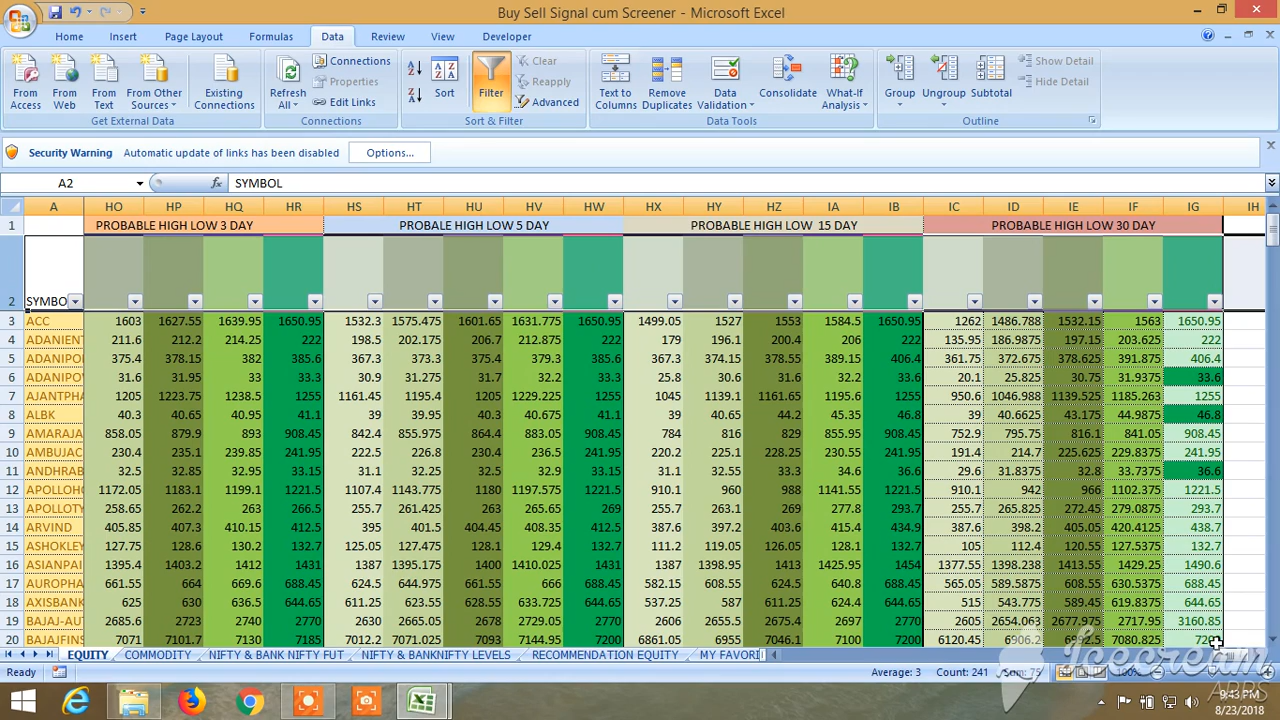 Buy Sell Signal cum Screener - Microsoft Excel
Home Insert Page Layout Formulas Data Review View Developer
From Access From Web From Text From Other Sources Existing Connections Refresh All Connections Properties Edit Links Sort Filter Clear Reapply Advanced Text to Columns Remove Duplicates Data Validation Consolidate What-If Analysis Group Ungroup Subtotal Show Detail Hide Detail
Get External Data Connections Sort & Filter Data Tools Outline
Security Warning Automatic update of links has been disabled Options...
A2 fx SYMBOL
A HO HP HQ HR HS HT HU HV HW HX HY HZ IA IB IC ID IE IF IG IH
1 PROBABLE HIGH LOW 3 DAY PROBALE HIGH LOW 5 DAY PROBABLE HIGH LOW 15 DAY PROBABLE HIGH LOW 30 DAY
2 SYMBO
3 ACC 1603 1627.55 1639.95 1650.95 1532.3 1575.475 1601.65 1631.775 1650.95 1499.05 1527 1553 1584.5 1650.95 1262 1486.788 1532.15 1563 1650.95
4 ADANIENT 211.6 212.2 214.25 222 198.5 202.175 206.7 212.875 222 179 196.1 200.4 206 222 135.95 186.9875 197.15 203.625 222
5 ADANIPO 375.4 378.15 382 385.6 367.3 373.3 375.4 379.3 385.6 367.3 374.15 378.55 389.15 406.4 361.75 372.675 378.625 391.875 406.4
6 ADANIPO 31.6 31.95 33 33.3 30.9 31.275 31.7 32.2 33.3 25.8 30.6 31.6 32.2 33.6 20.1 25.825 30.75 31.9375 33.6
7 AJANTPHA 1205 1223.75 1238.5 1255 1161.45 1195.4 1205 1229.225 1255 1045 1139.1 1161.65 1195.6 1255 950.6 1046.988 1139.525 1185.263 1255
8 ALBK 40.3 40.65 40.95 41.1 39 39.95 40.3 40.675 41.1 39 40.65 44.2 45.35 46.8 39 40.6625 43.175 44.9875 46.8
9 AMARAJA 858.05 879.9 893 908.45 842.4 855.975 864.4 883.05 908.45 784 816 829 855.95 908.45 752.9 795.75 816.1 841.05 908.45
10 AMBUJAC 230.4 235.1 239.85 241.95 222.5 226.8 230.4 236.55 241.95 220.2 225.1 228.25 230.55 241.95 191.4 214.7 225.625 229.775 241.95
11 ANDHRAB 32.5 32.85 32.95 33.15 31.1 32.25 32.5 32.9 33.15 31.1 32.55 33.3 34.6 36.6 29.6 31.8375 32.8 33.7375 36.6
12 APOLLOH 1172.05 1183.1 1199.1 1221.5 1107.4 1143.775 1180 1197.575 1221.5 910.1 960 988 1141.55 1221.5 910.1 942 966 1102.375 1221.5
13 APOLLOTY 258.65 262.2 263 266.5 255.7 261.425 263 265.65 269 255.7 263.1 269 277.8 293.7 255.7 265.825 272.45 279.0875 293.7
14 ARVIND 405.85 407.3 410.15 412.5 395 401.5 404.45 408.35 412.5 387.6 397.2 403.6 415.4 434.9 387.6 398.2 405.05 420.4125 438.7
15 ASHOKLEY 127.75 128.6 130.2 132.7 125.05 127.475 128.1 129.4 132.7 111.2 119.05 126.05 128.1 132.7 105 112.4 120.55 127.5375 132.7
16 ASIANPAI 1395.4 1403.2 1412 1431 1387 1395.175 1400 1410.025 1431 1387 1398.95 1414 1425.95 1454 1377.55 1398.238 1413.55 1429.25 1490.6
17 AUROPHA 661.55 664 669.6 688.45 624.5 644.975 661.55 666 688.45 582.15 608.55 624.5 640.8 688.45 565.05 589.5875 608.55 630.5375 688.45
18 AXISBANK 625 630 636.5 644.65 611.25 623.55 628.55 633.725 644.65 537.25 587 611.25 624.4 644.65 515 543.775 589.45 619.8375 644.65
19 BAJAJ-AUT 2685.6 2723 2740 2770 2630 2665.05 2678 2727 2770 2605 2655.5 2675.4 2697 2770 2605 2654.063 2677.975 2717.95 3160.85
20 BAJAJFINS 7071 7101.7 7130 7185 7012.2 7071.025 7093 7144.95 7200 6861.05 6955 7046.1 7100 7200 6120.45 6906.2 7080.825
EQUITY COMMODITY NIFTY & BANK NIFTY FUT NIFTY & BANKNIFTY LEVELS RECOMMENDATION EQUITY MY FAVORI
Ready Average: 3 Count: 241 Sum: 75 100%
Icecream
APPS
9:43 PM
8/23/2018